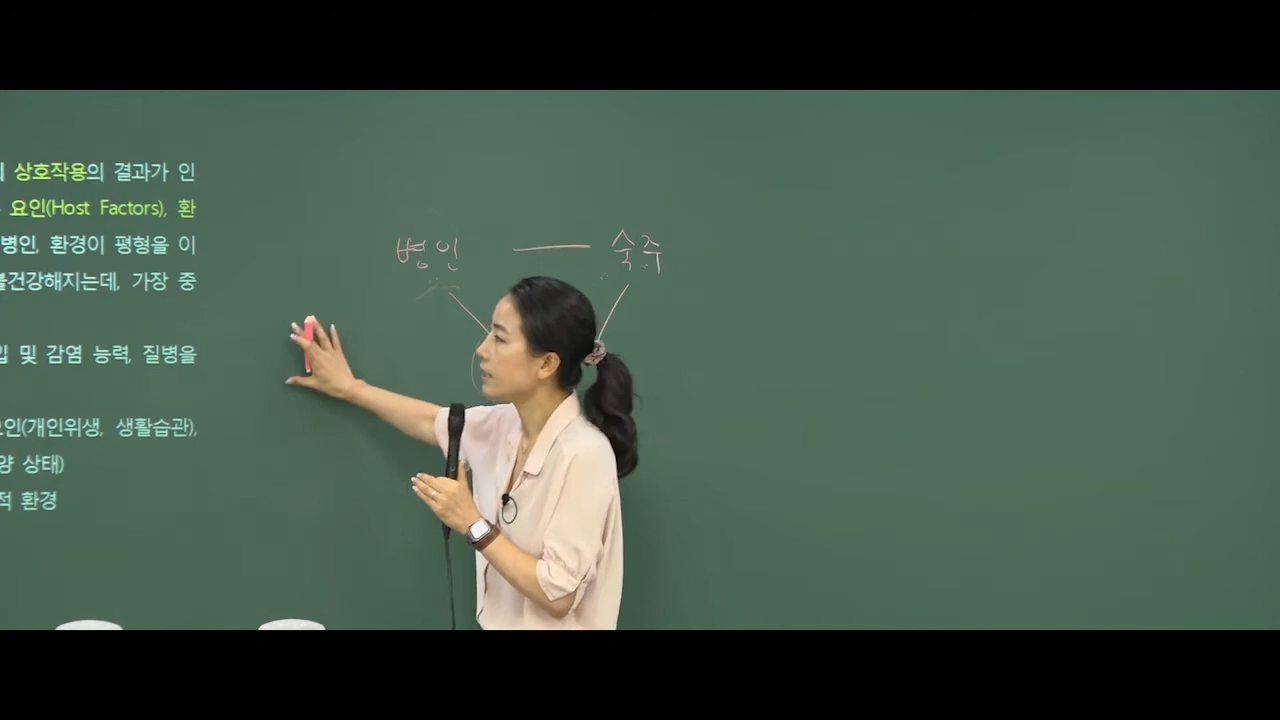 상호작용의 결과가 인
요인(Host Factors), 환
병인, 환경이 평형을 이
불건강해지는데, 가장 중
및 감염 능력, 질병을
요인(개인위생, 생활습관),
상태)
환경
병인 숙주